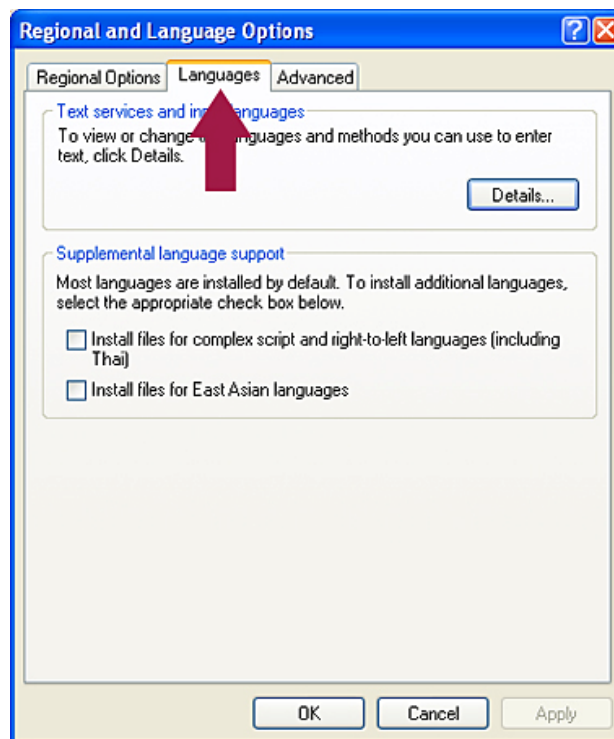 Regional and Language Options
Regional Options Languages Advanced
Text services and languages
To view or change languages and methods you can use to enter
text, click Details.
Details...
Supplemental language support
Most languages are installed by default. To install additional languages,
select the appropriate check box below.
Install files for complex script and right-to-left languages (including
Thai)
Install files for East Asian languages
OK Cancel Apply